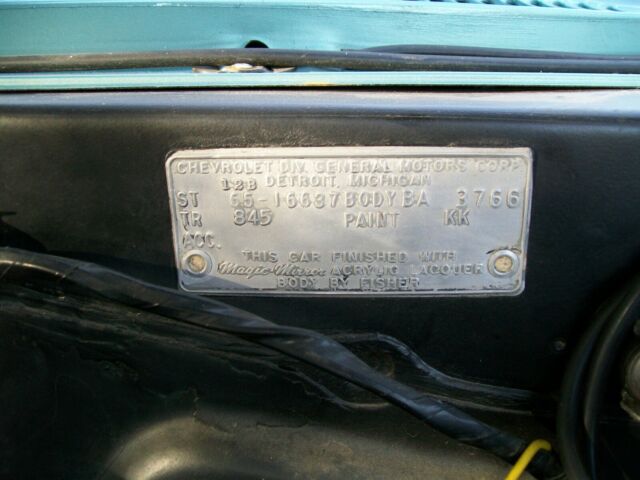 CHEVROLET DIV. GENERAL MOTORS CORP.
12B DETROIT, MICHIGAN
ST 65-16637 BODY BA 3766
TR 845 PAINT KK
ACC.
THIS CAR FINISHED WITH
Magic-Mirror ACRYLIC LACQUER
BODY BY FISHER